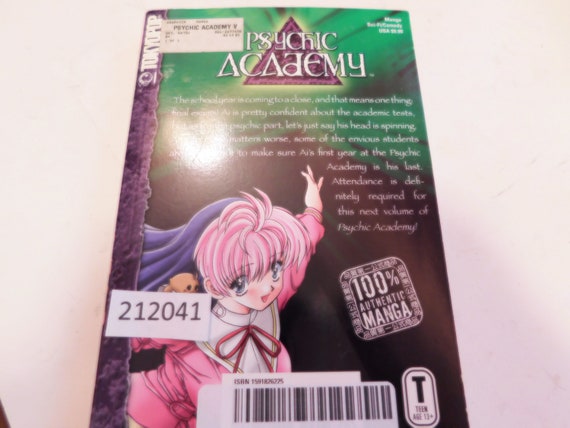 TOKYOPOP
PSYCHIC ACADEMY
PSYCHIC
ACADEMY
Manga
Sci-Fi/Comedy
The school year is coming to a close, and that means one thing:
final exams! Ai is pretty confident about the academic tests,
psychic part, let's just say his head is spinning.
matters worse, some of the envious students
to make sure Ai's first year at the Psychic
Academy is his last.
Attendance is defi-
nitely required for
this next volume of
Psychic Academy!
100%
AUTHENTIC
MANGA
212041
ISBN 1591826225
T
TEEN
AGE 13+